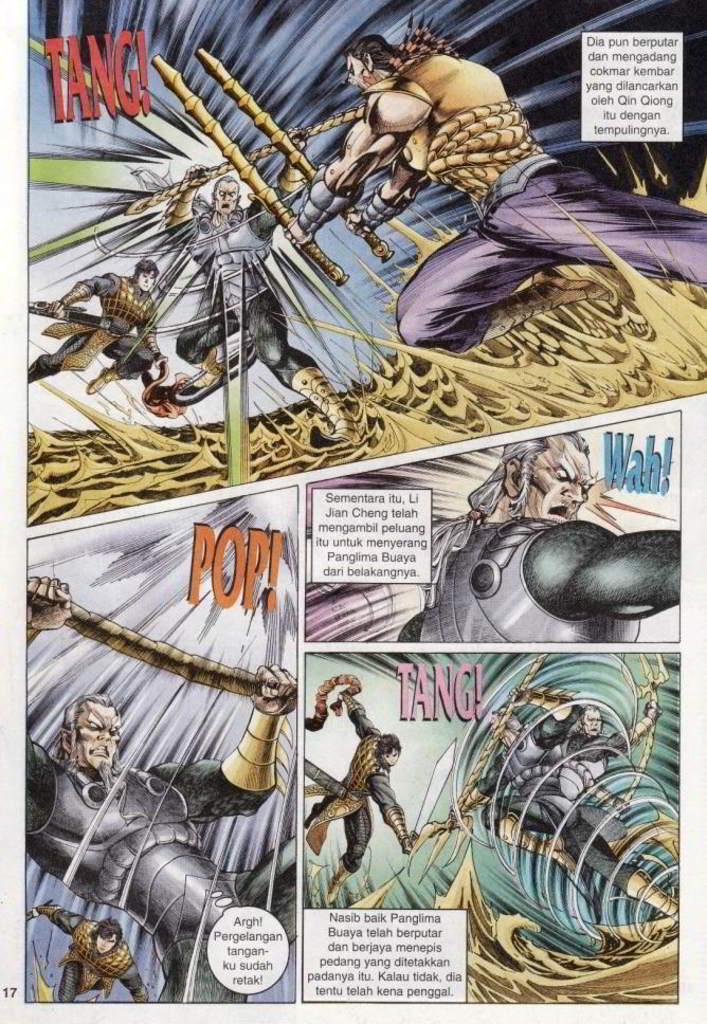 TANG!
Dia pun berputar
dan mengadang
cokmar kembar
yang dilancarkan
oleh Qin Qiong
itu dengan
tempulingnya.
POP!
Argh!
Pergelangan
tangan-
ku sudah
retak!
Sementara itu, Li
Jian Cheng telah
mengambil peluang
itu untuk menyerang
Panglima Buaya
dari belakangnya.
Wah!
TANG!
Nasib baik Panglima
Buaya telah berputar
dan berjaya menepis
pedang yang ditetakkan
padanya itu. Kalau tidak, dia
tentu telah kena penggal.
17